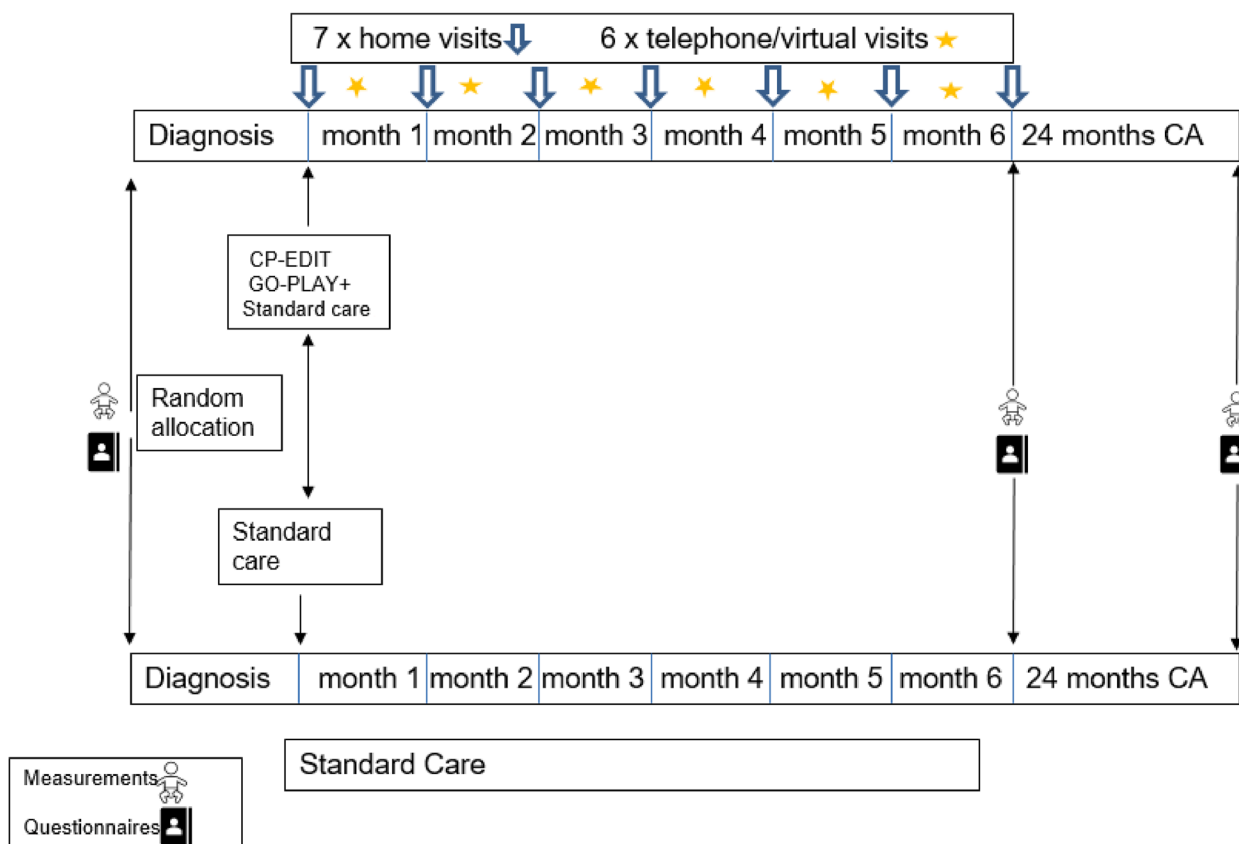 7 x home visits 6 x telephone/virtual visits
Diagnosis month 1 month 2 month 3 month 4 month 5 month 6 24 months CA
CP-EDIT
GO-PLAY+
Standard care
Random
allocation
Standard
care
Diagnosis month 1 month 2 month 3 month 4 month 5 month 6 24 months CA
Standard Care
Measurements
Questionnaires